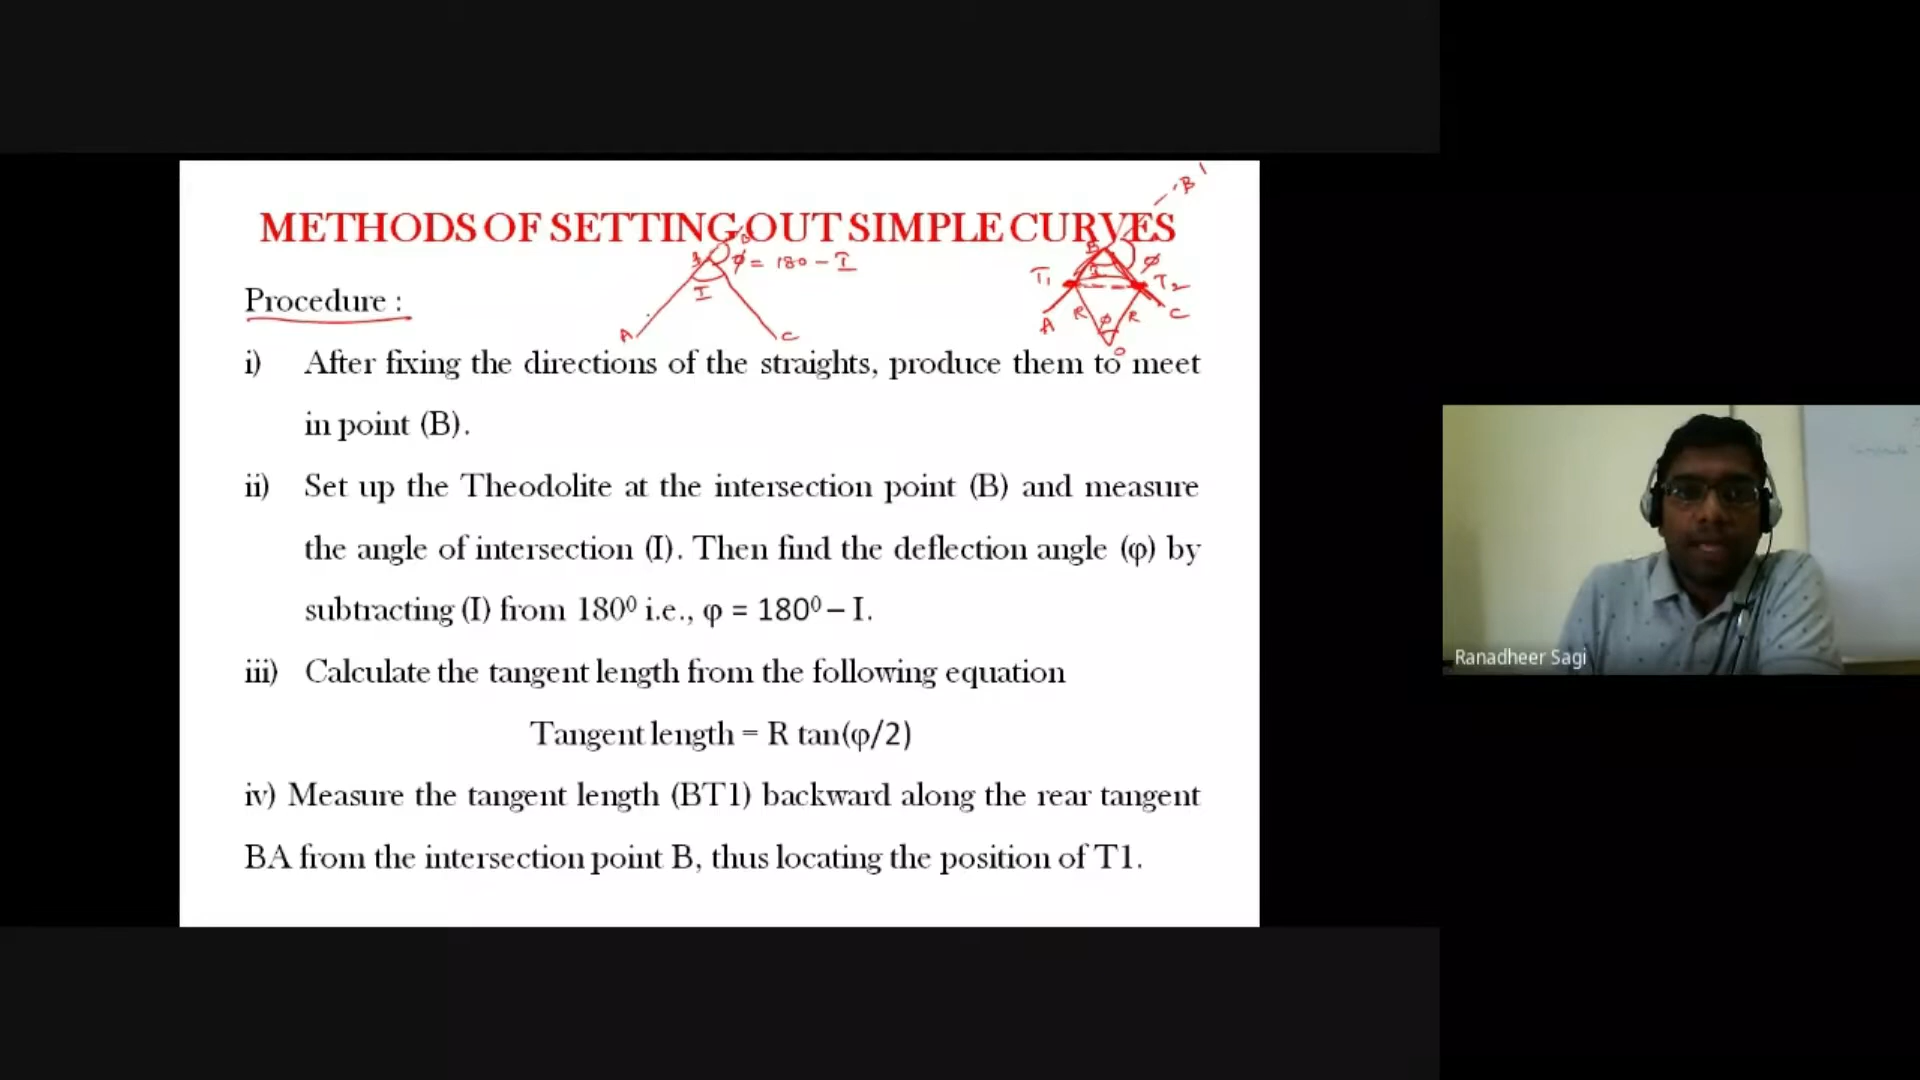 METHODS OF SETTING OUT SIMPLE CURVES
B'
B
φ = 180 - I
I
A
C
B
φ
I
T1
T2
A
R
φ
R
C
O
Procedure :
i) After fixing the directions of the straights, produce them to meet
in point (B).
ii) Set up the Theodolite at the intersection point (B) and measure
the angle of intersection (I). Then find the deflection angle (φ) by
subtracting (I) from 180⁰ i.e., φ = 180⁰ – I.
iii) Calculate the tangent length from the following equation
Tangent length = R tan(φ/2)
iv) Measure the tangent length (BT1) backward along the rear tangent
BA from the intersection point B, thus locating the position of T1.
Ranadheer Sagi